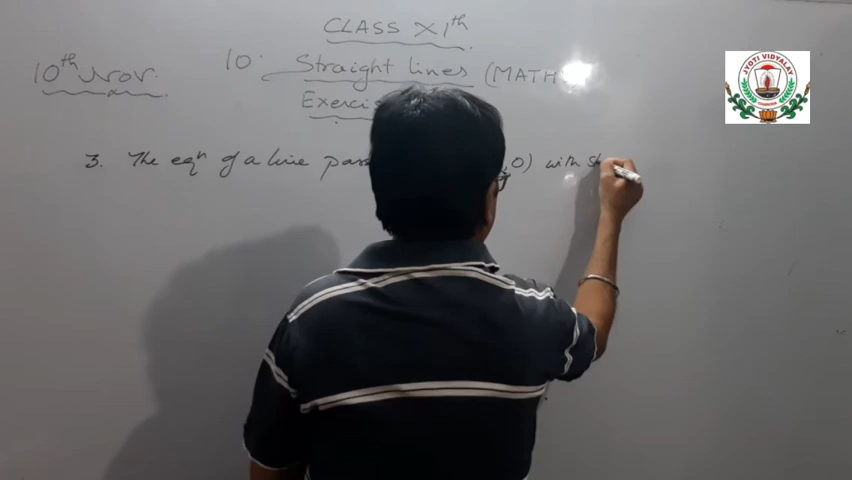 CLASS XIth
10th Nov.
10. Straight lines (MATH
Exerci
3. The eqn of a line pass ,0) with sl
JYOTI VIDYALAY